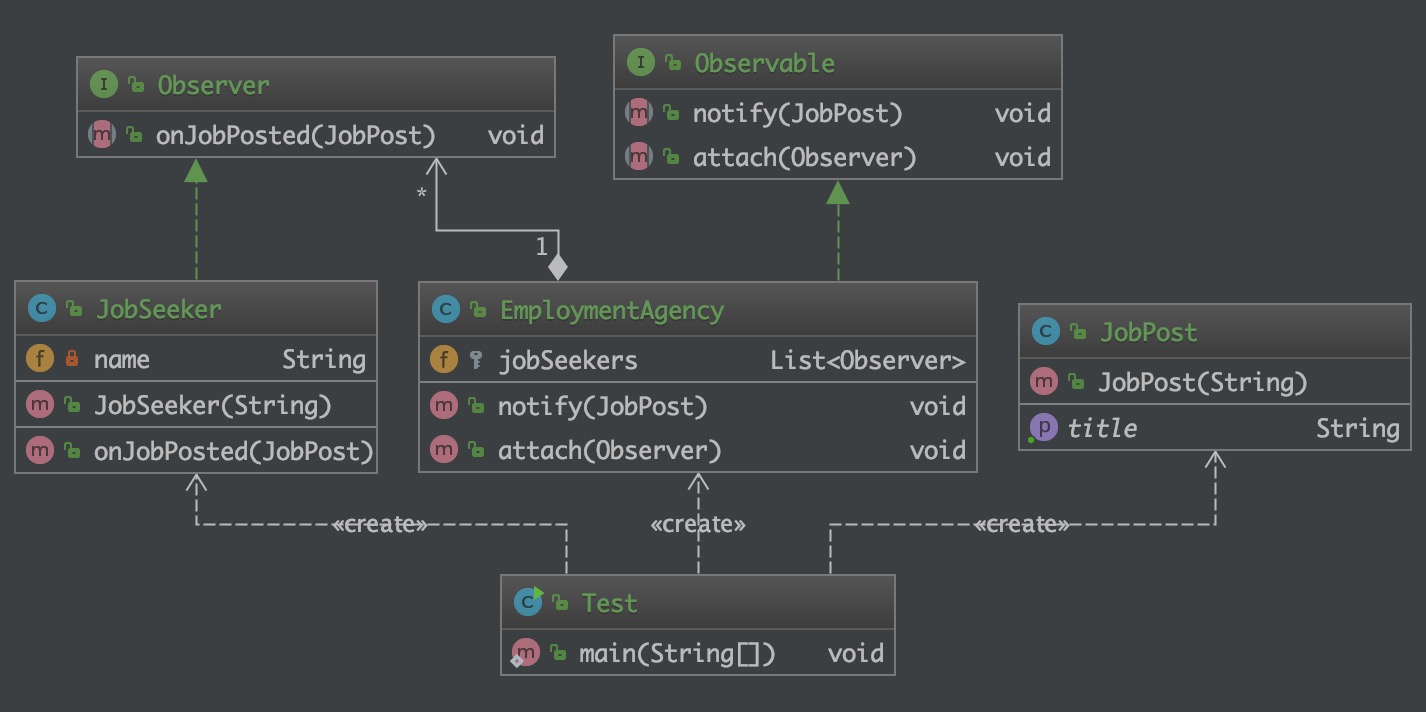 I Observer
m onJobPosted(JobPost) void
I Observable
m notify(JobPost) void
m attach(Observer) void
*
1
C JobSeeker
f name String
m JobSeeker(String)
m onJobPosted(JobPost)
C EmploymentAgency
f jobSeekers List<Observer>
m notify(JobPost) void
m attach(Observer) void
C JobPost
m JobPost(String)
p title String
«create»
«create»
«create»
C Test
m main(String[]) void